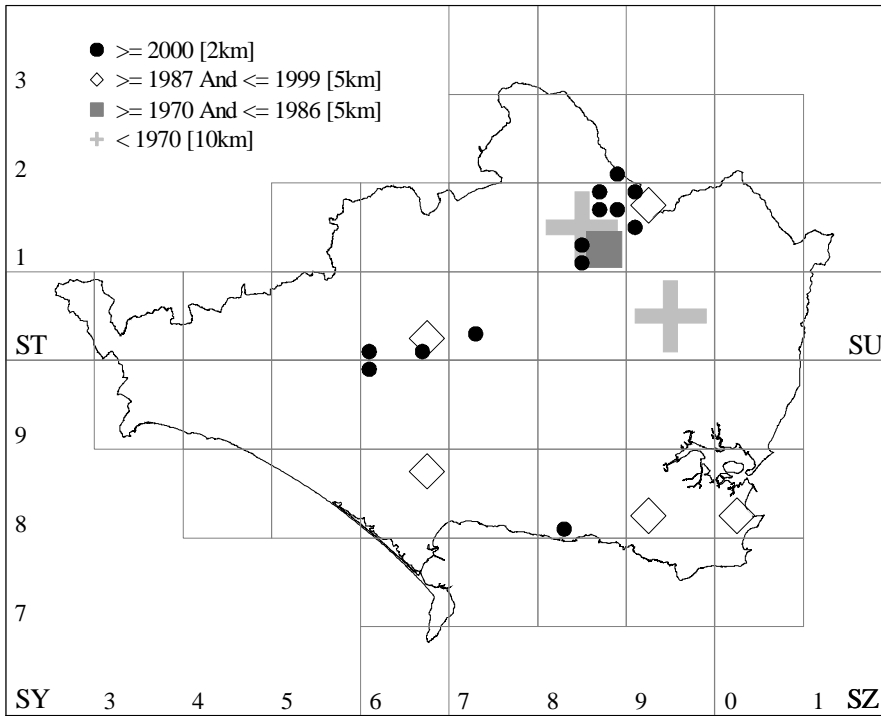 >= 2000 [2km]
>= 1987 And <= 1999 [5km]
>= 1970 And <= 1986 [5km]
< 1970 [10km]
3
2
1
ST SU
9
8
7
SY 3 4 5 6 7 8 9 0 1 SZ